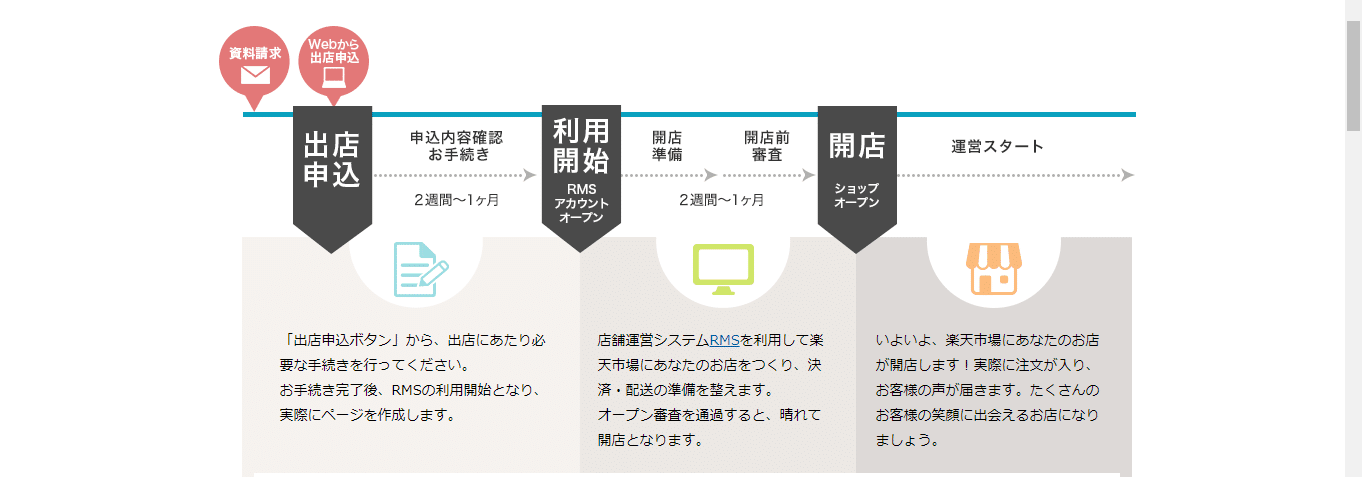 資料請求
Webから
出店申込
出店
申込
申込内容確認
お手続き
2週間～1ヶ月
利用
開始
RMS
アカウント
オープン
開店
準備
開店前
審査
2週間～1ヶ月
開店
ショップ
オープン
運営スタート
「出店申込ボタン」から、出店にあたり必
要な手続きを行ってください。
お手続き完了後、RMSの利用開始となり、
実際にページを作成します。
店舗運営システムRMSを利用して楽
天市場にあなたのお店をつくり、決
済・配送の準備を整えます。
オープン審査を通過すると、晴れて
開店となります。
いよいよ、楽天市場にあなたのお店
が開店します！実際に注文が入り、
お客様の声が届きます。たくさんの
お客様の笑顔に出会えるお店になり
ましょう。